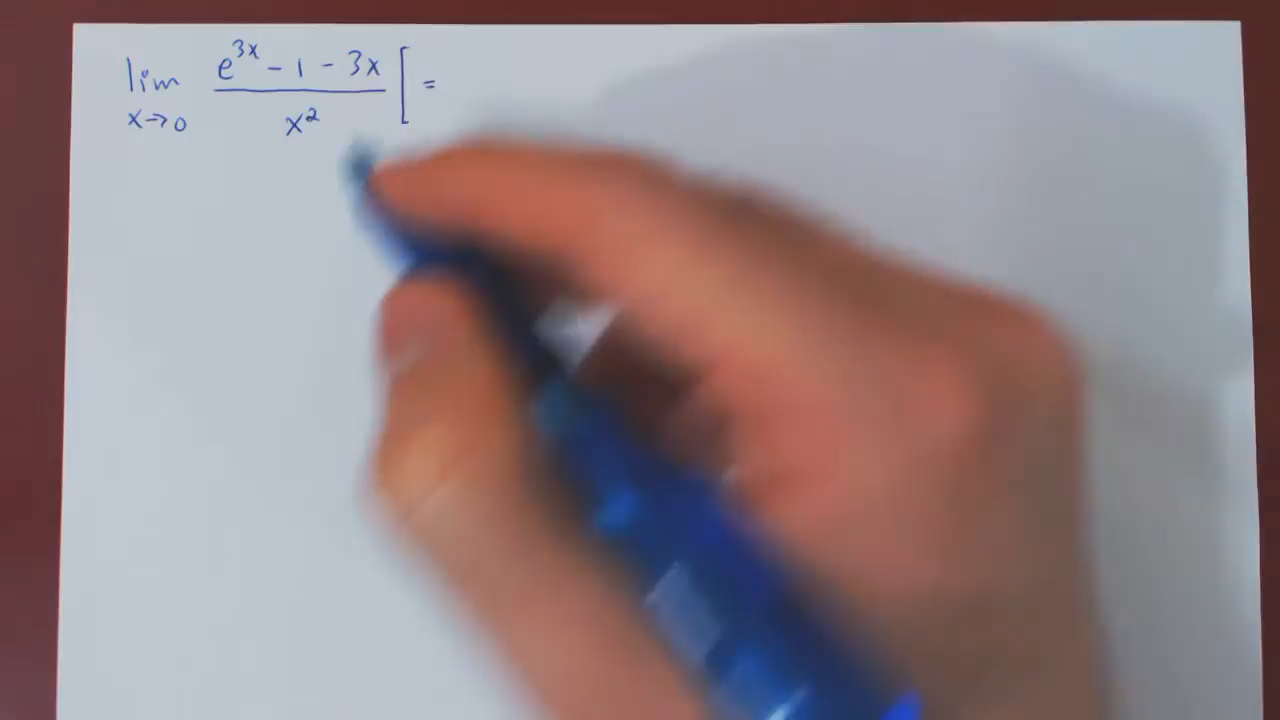 lim x→0 (e^{3x} - 1 - 3x) / x^2 [ =